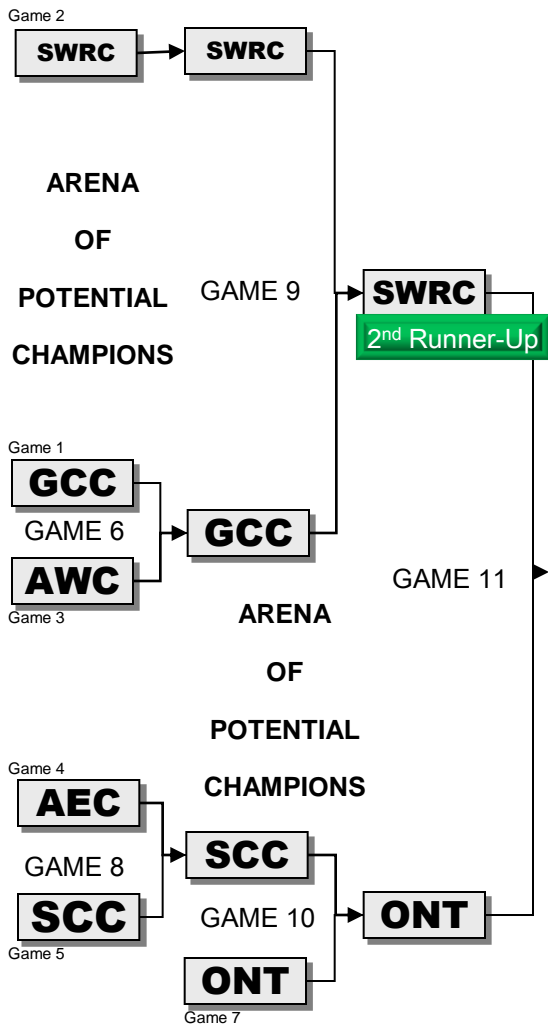 Game 2
SWRC
SWRC
ARENA
OF
POTENTIAL
CHAMPIONS
GAME 9
SWRC
2nd Runner-Up
Game 1
GCC
GAME 6
GCC
AWC
Game 3
GAME 11
ARENA
OF
POTENTIAL
CHAMPIONS
Game 4
AEC
GAME 8
SCC
SCC
Game 5
GAME 10
ONT
ONT
Game 7